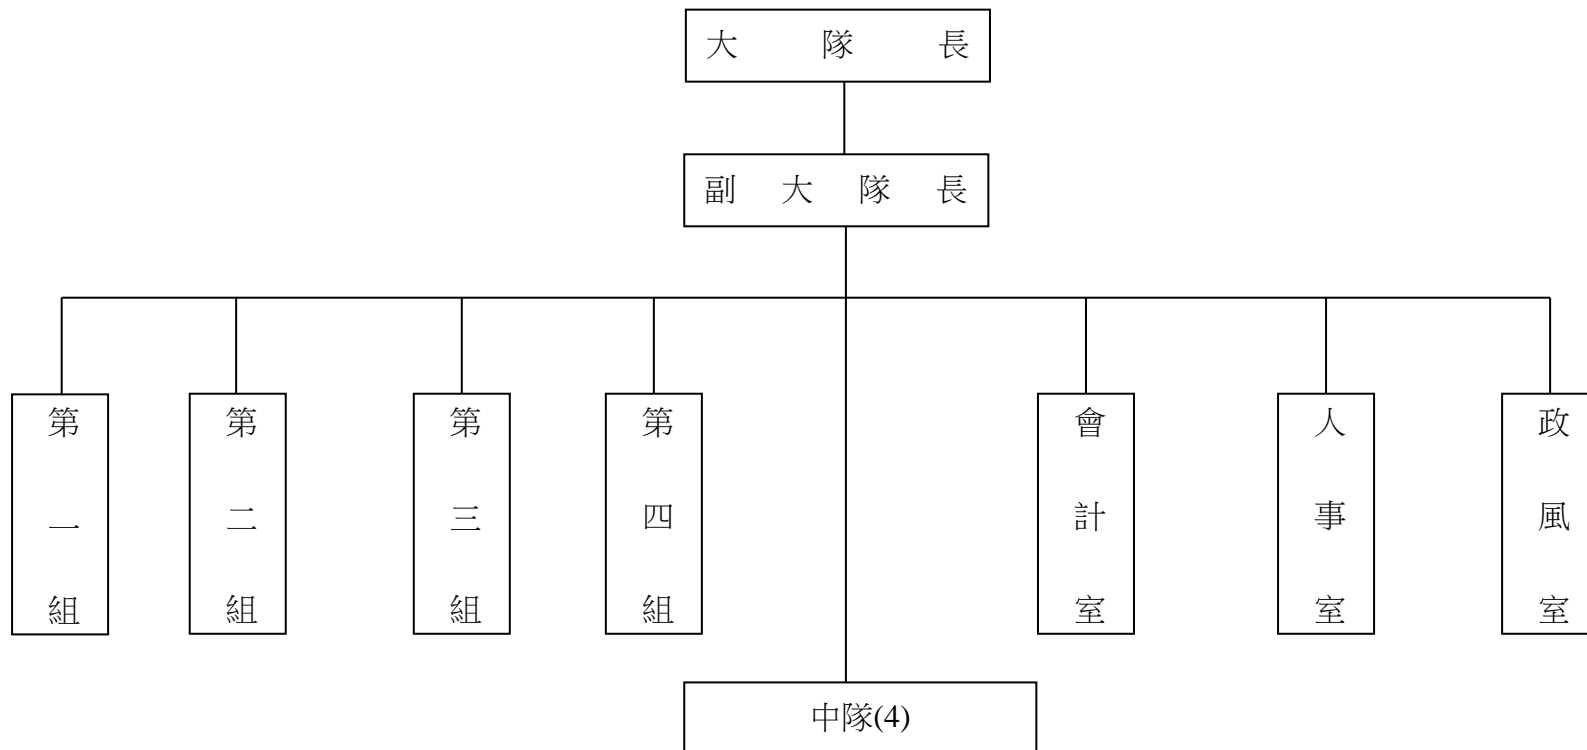 大隊長
副大隊長
第一組
第二組
第三組
第四組
會計室
人事室
政風室
中隊(4)